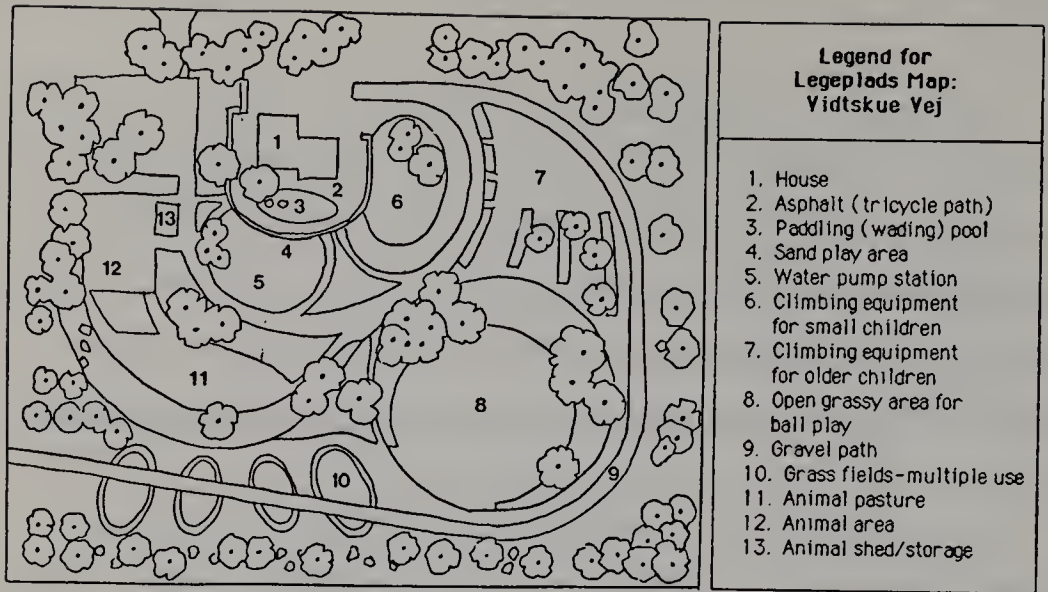 1
2
3
4
5
6
7
8
9
10
11
12
13
Legend for
Legeplads Map:
Vidtskue Vej
1. House
2. Asphalt (tricycle path)
3. Paddling (wading) pool
4. Sand play area
5. Water pump station
6. Climbing equipment
for small children
7. Climbing equipment
for older children
8. Open grassy area for
ball play
9. Gravel path
10. Grass fields-multiple use
11. Animal pasture
12. Animal area
13. Animal shed/storage